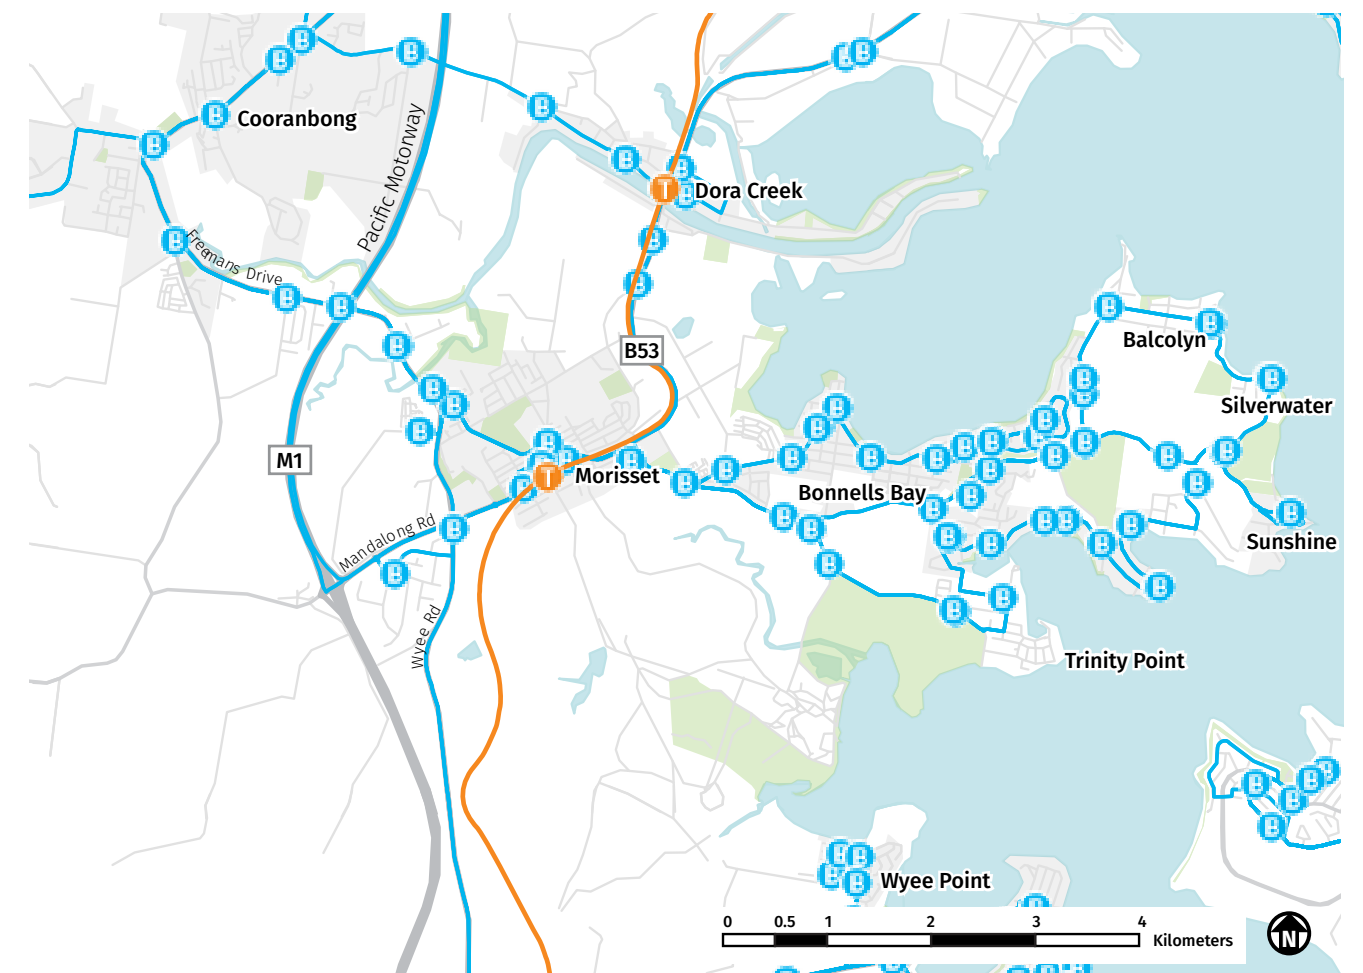 Cooranbong
Pacific Motorway
Dora Creek
Freemans Drive
B53
Balcolyn
Silverwater
M1
Morisset
Bonnells Bay
Mandalong Rd
Sunshine
Wyee Rd
Trinity Point
Wyee Point
0 0.5 1 2 3 4
Kilometers
N
B
T